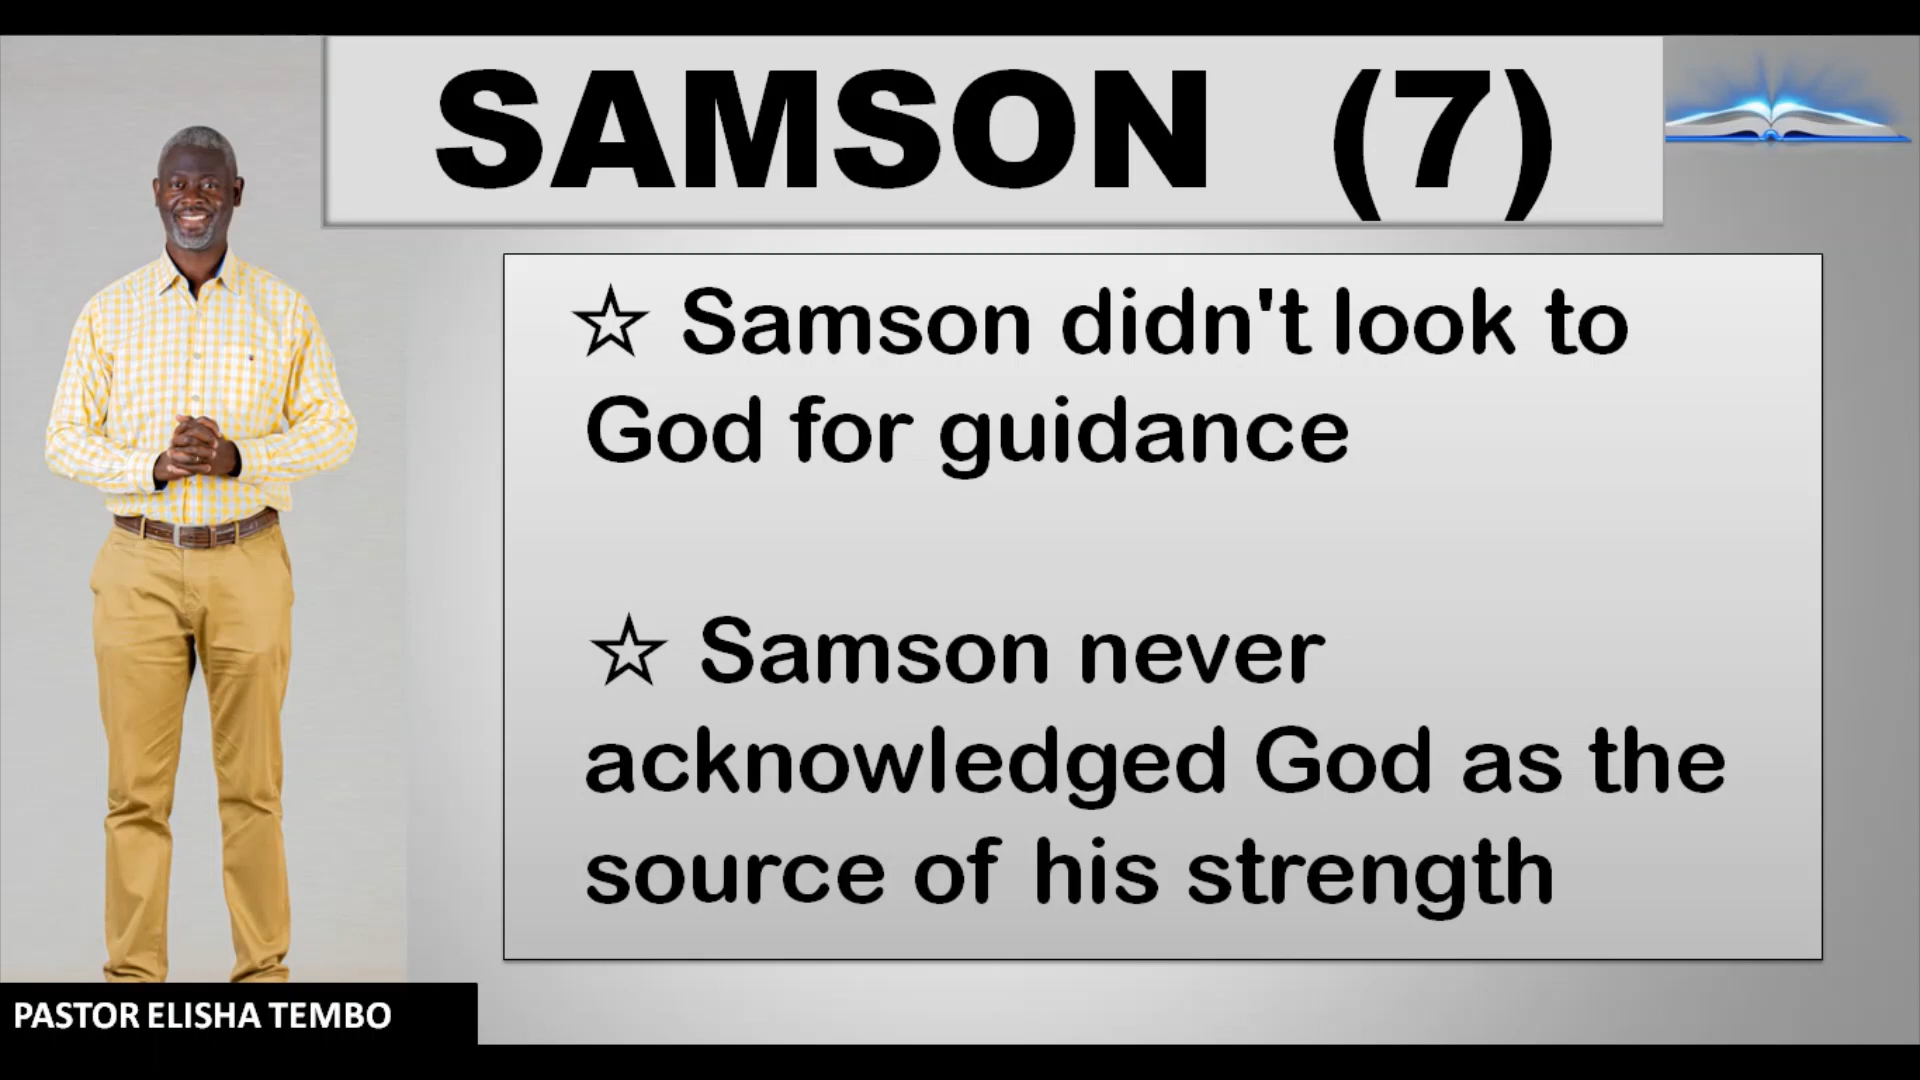 SAMSON (7)
☆ Samson didn't look to
God for guidance
☆ Samson never
acknowledged God as the
source of his strength
PASTOR ELISHA TEMBO